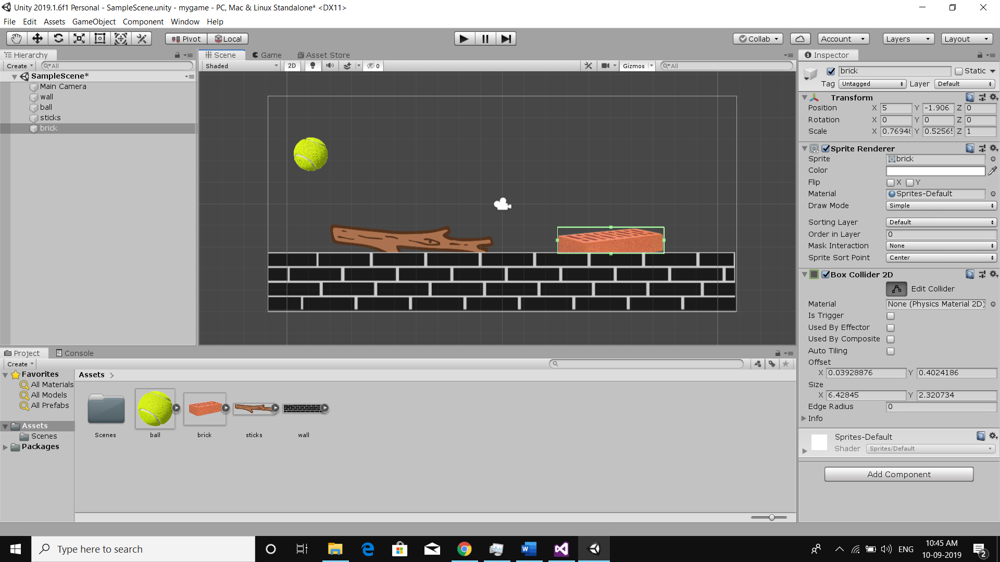 Unity 2019.1.6f1 Personal - SampleScene.unity - mygame - PC, Mac & Linux Standalone* <DX11>
File Edit Assets GameObject Component Window Help
Pivot Local Collab Account Layers Layout
Hierarchy
Create All
SampleScene*
Main Camera
wall
ball
sticks
brick
Scene Game Asset Store
Shaded 2D 0 Gizmos All
Inspector
brick Static
Tag Untagged Layer Default
Transform
Position X 5 Y -1.906 Z 0
Rotation X 0 Y 0 Z 0
Scale X 0.7694 Y 0.5256 Z 1
Sprite Renderer
Sprite brick
Color
Flip X Y
Material Sprites-Default
Draw Mode Simple
Sorting Layer Default
Order in Layer 0
Mask Interaction None
Sprite Sort Point Center
Box Collider 2D
Edit Collider
Material None (Physics Material 2D)
Is Trigger
Used By Effector
Used By Composite
Auto Tiling
Offset
X 0.03928876 Y 0.4024186
Size
X 6.42845 Y 2.320734
Edge Radius 0
Info
Sprites-Default
Shader Sprites/Default
Add Component
Project Console
Create
Favorites
All Materials
All Models
All Prefabs
Assets
Scenes
Packages
Assets
Scenes ball brick sticks wall
Type here to search
ENG
10:45 AM
10-09-2019
2